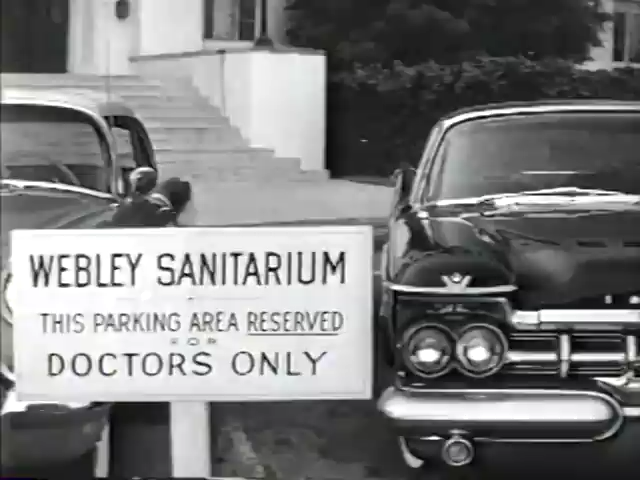 WEBLEY SANITARIUM
THIS PARKING AREA RESERVED
FOR
DOCTORS ONLY